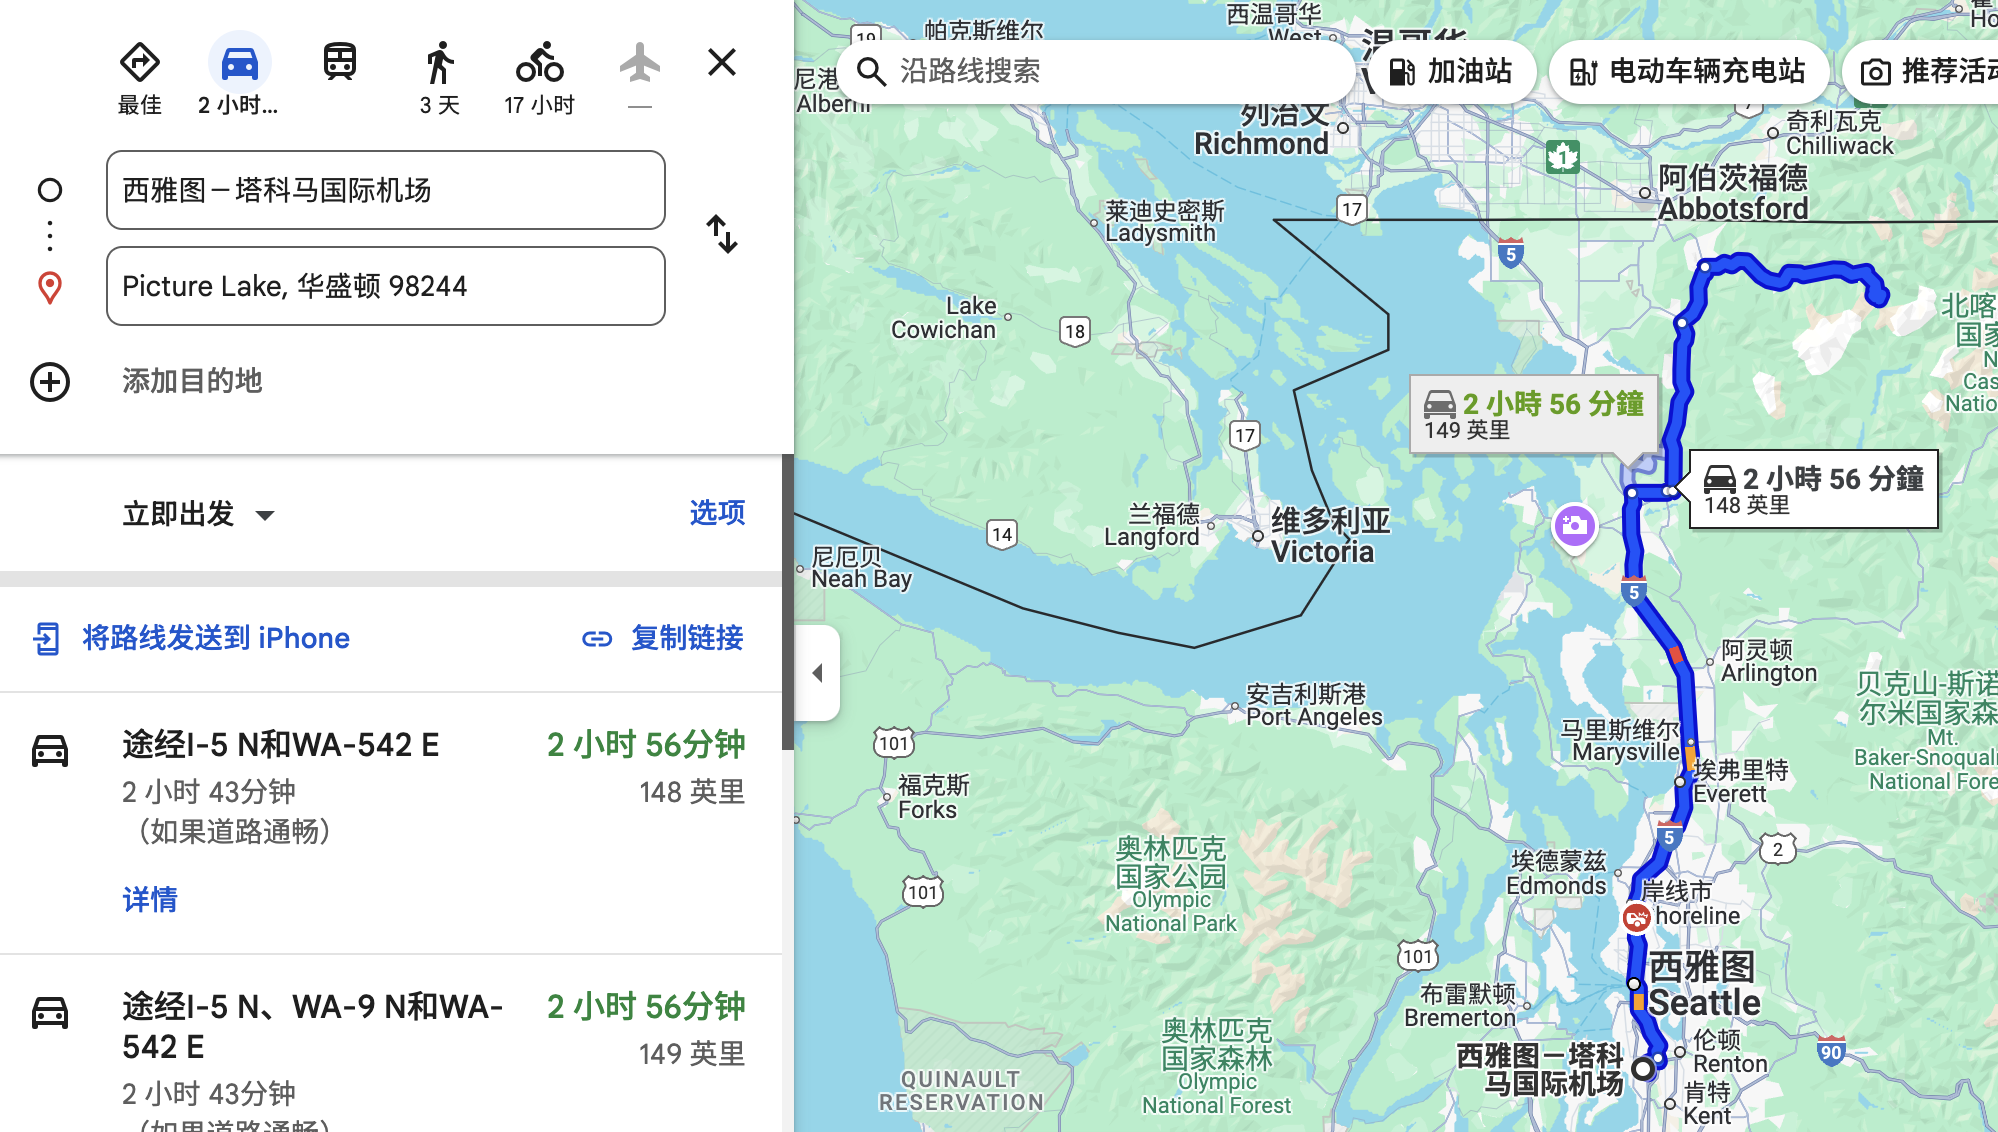 最佳
2 小时...
3 天
17 小时
—
西雅图－塔科马国际机场
Picture Lake, 华盛顿 98244
添加目的地
立即出发
选项
将路线发送到 iPhone
复制链接
途经I-5 N和WA-542 E
2 小时 56分钟
2 小时 43分钟
148 英里
（如果道路通畅）
详情
途经I-5 N、WA-9 N和WA-
542 E
2 小时 56分钟
149 英里
2 小时 43分钟
沿路线搜索
加油站
电动车辆充电站
推荐活动
19
帕克斯维尔
西温哥华
West
温哥华
尼港
Alberni
列治文
Richmond
1
7
奇利瓦克
Chilliwack
阿伯茨福德
Abbotsford
17
5
莱迪史密斯
Ladysmith
Lake
Cowichan
18
北喀
国家
N
Cas
Natio
2 小時 56 分鐘
149 英里
2 小時 56 分鐘
148 英里
17
兰福德
Langford
维多利亚
Victoria
14
尼厄贝
Neah Bay
5
阿灵顿
Arlington
贝克山-斯诺
尔米国家森
Mt.
Baker-Snoqualm
National Fore
安吉利斯港
Port Angeles
101
马里斯维尔
Marysville
福克斯
Forks
埃弗里特
Everett
5
2
奥林匹克
国家公园
Olympic
National Park
埃德蒙兹
Edmonds
岸线市
horeline
101
101
西雅图
Seattle
布雷默顿
Bremerton
奥林匹克
国家森林
Olympic
National Forest
伦顿
Renton
90
西雅图－塔科
马国际机场
肯特
Kent
QUINAULT
RESERVATION